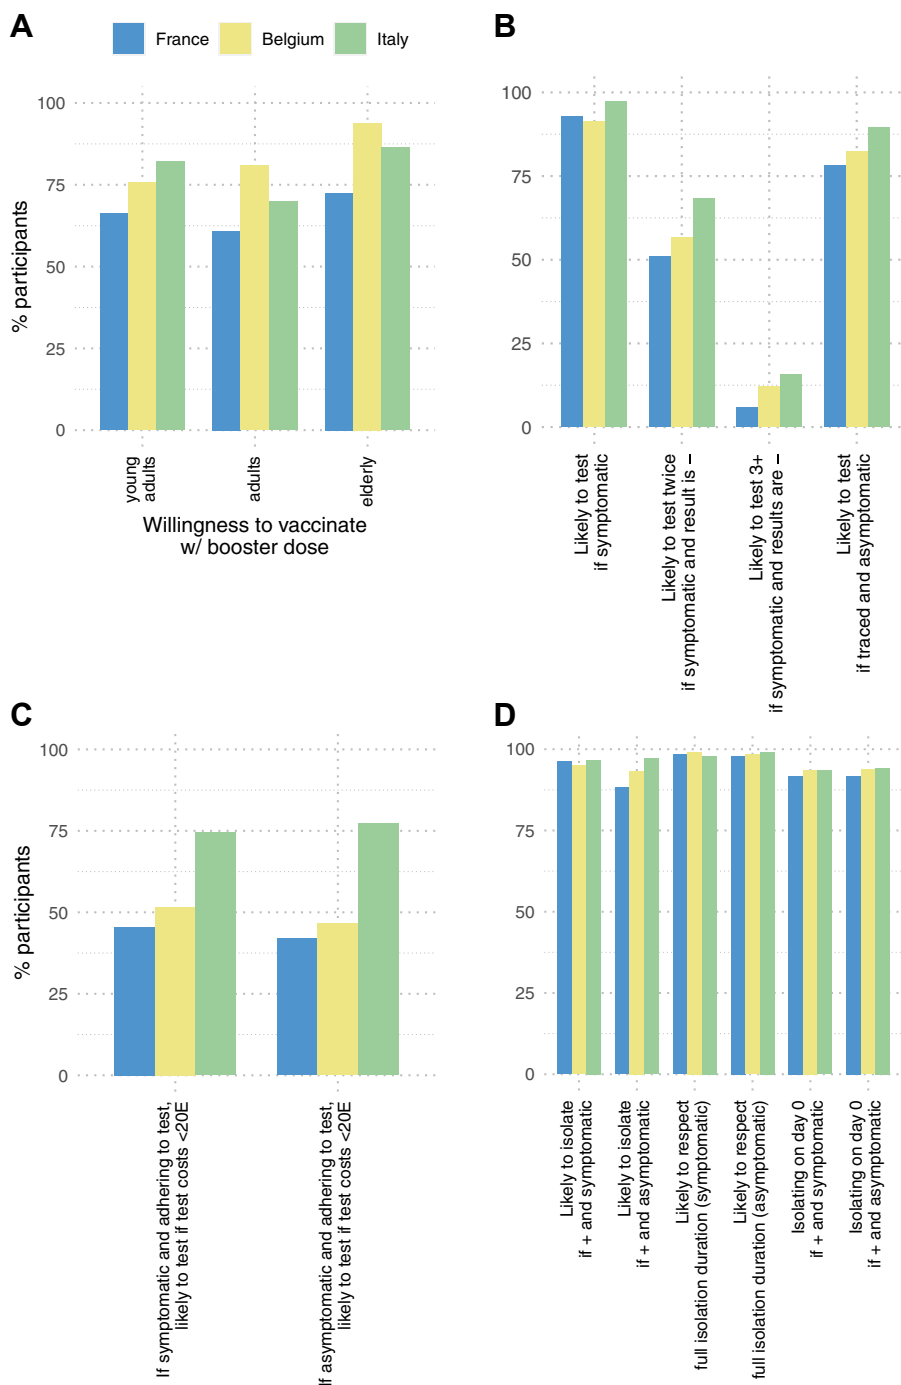 A
France
Belgium
Italy
% participants
100
75
50
25
0
young
adults
adults
elderly
Willingness to vaccinate
w/ booster dose
B
100
75
50
25
0
Likely to test
if symptomatic
Likely to test twice
if symptomatic and result is −
Likely to test 3+
if symptomatic and results are −
Likely to test
if traced and asymptomatic
C
% participants
100
75
50
25
0
If symptomatic and adhering to test,
likely to test if test costs <20E
If asymptomatic and adhering to test,
likely to test if test costs <20E
D
100
75
50
25
0
Likely to isolate
if + and symptomatic
Likely to isolate
if + and asymptomatic
Likely to respect
full isolation duration (symptomatic)
Likely to respect
full isolation duration (asymptomatic)
Isolating on day 0
if + and symptomatic
Isolating on day 0
if + and asymptomatic